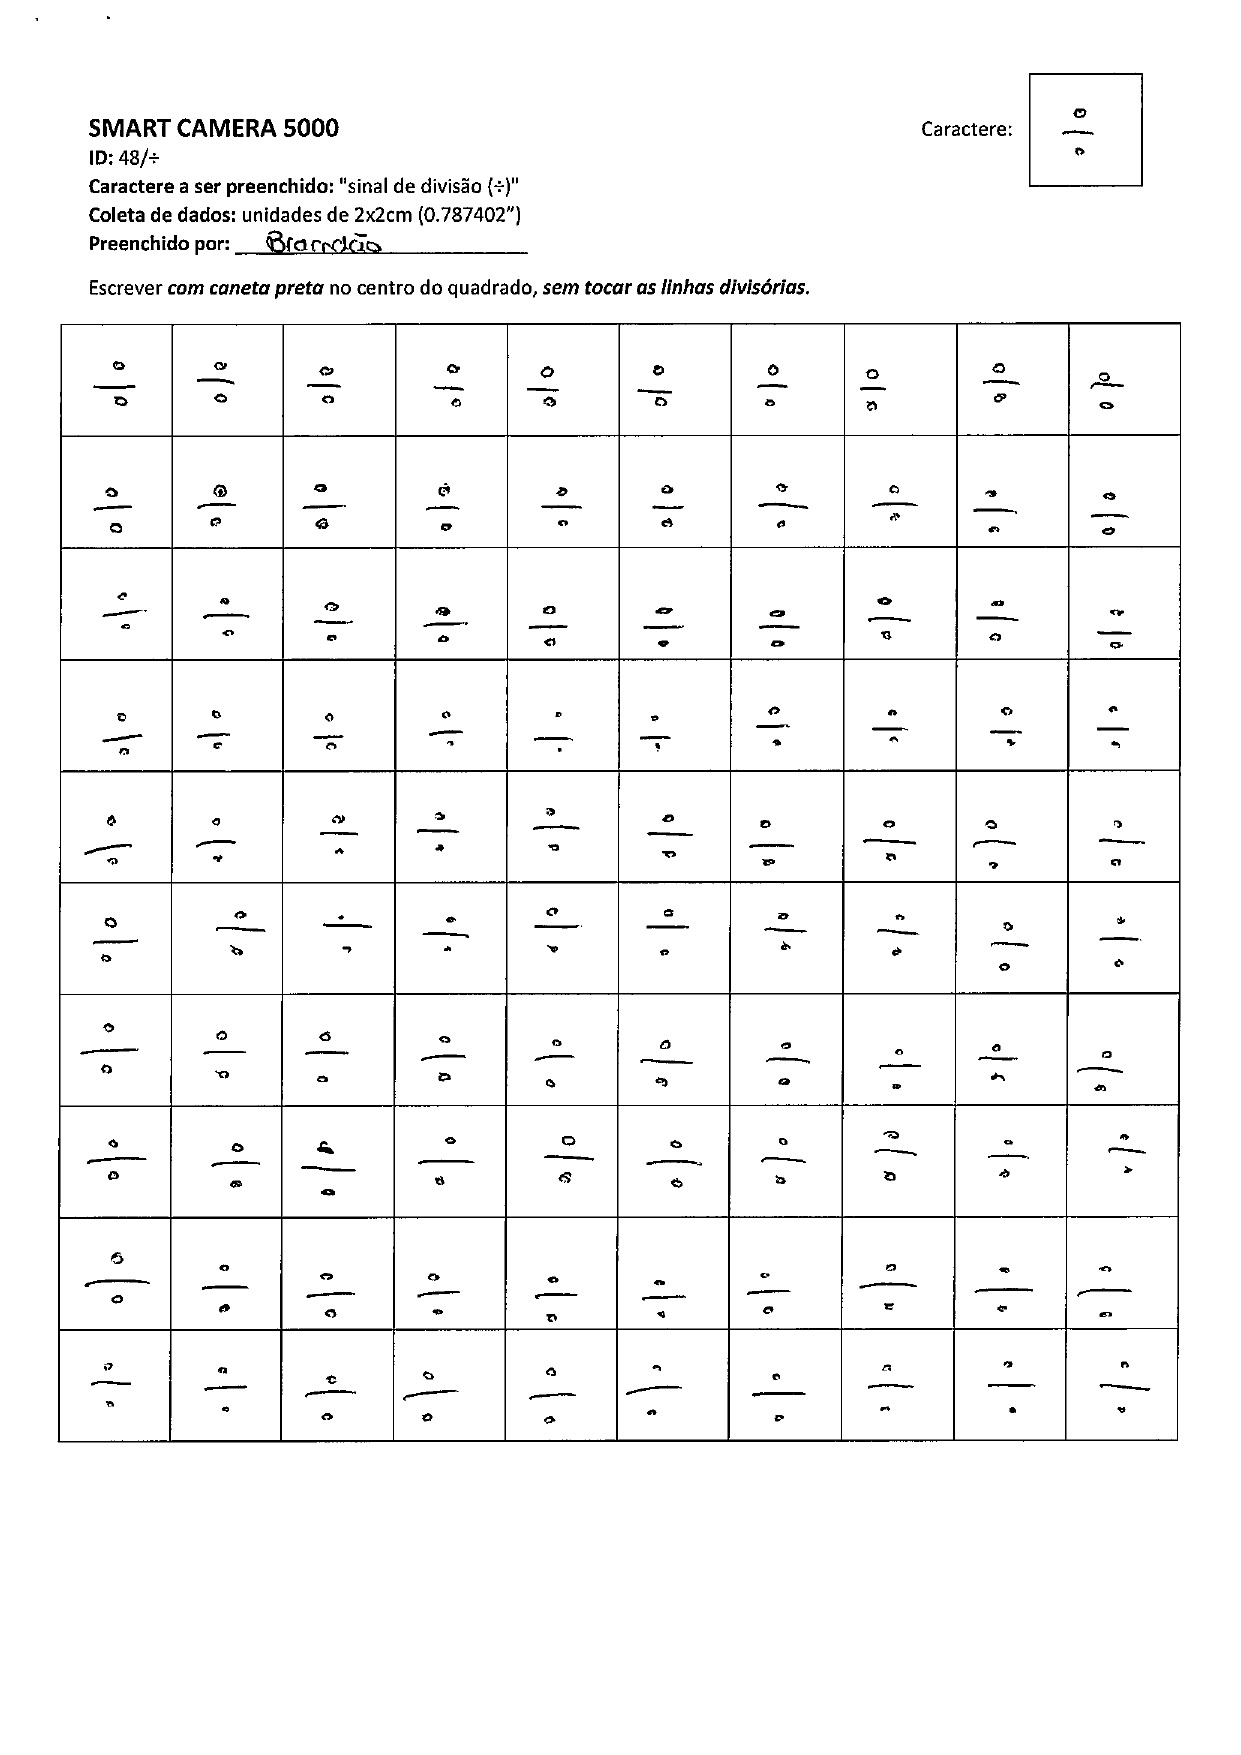 SMART CAMERA 5000
Caractere: ÷
ID: 48/÷
Caractere a ser preenchido: "sinal de divisão (÷)"
Coleta de dados: unidades de 2x2cm (0.787402")
Preenchido por: Brandão
Escrever com caneta preta no centro do quadrado, sem tocar as linhas divisórias.
÷ ÷ ÷ ÷ ÷ ÷ ÷ ÷ ÷ ÷
÷ ÷ ÷ ÷ ÷ ÷ ÷ ÷ ÷ ÷
÷ ÷ ÷ ÷ ÷ ÷ ÷ ÷ ÷ ÷
÷ ÷ ÷ ÷ ÷ ÷ ÷ ÷ ÷ ÷
÷ ÷ ÷ ÷ ÷ ÷ ÷ ÷ ÷ ÷
÷ ÷ ÷ ÷ ÷ ÷ ÷ ÷ ÷ ÷
÷ ÷ ÷ ÷ ÷ ÷ ÷ ÷ ÷ ÷
÷ ÷ ÷ ÷ ÷ ÷ ÷ ÷ ÷ ÷
÷ ÷ ÷ ÷ ÷ ÷ ÷ ÷ ÷ ÷
÷ ÷ ÷ ÷ ÷ ÷ ÷ ÷ ÷ ÷